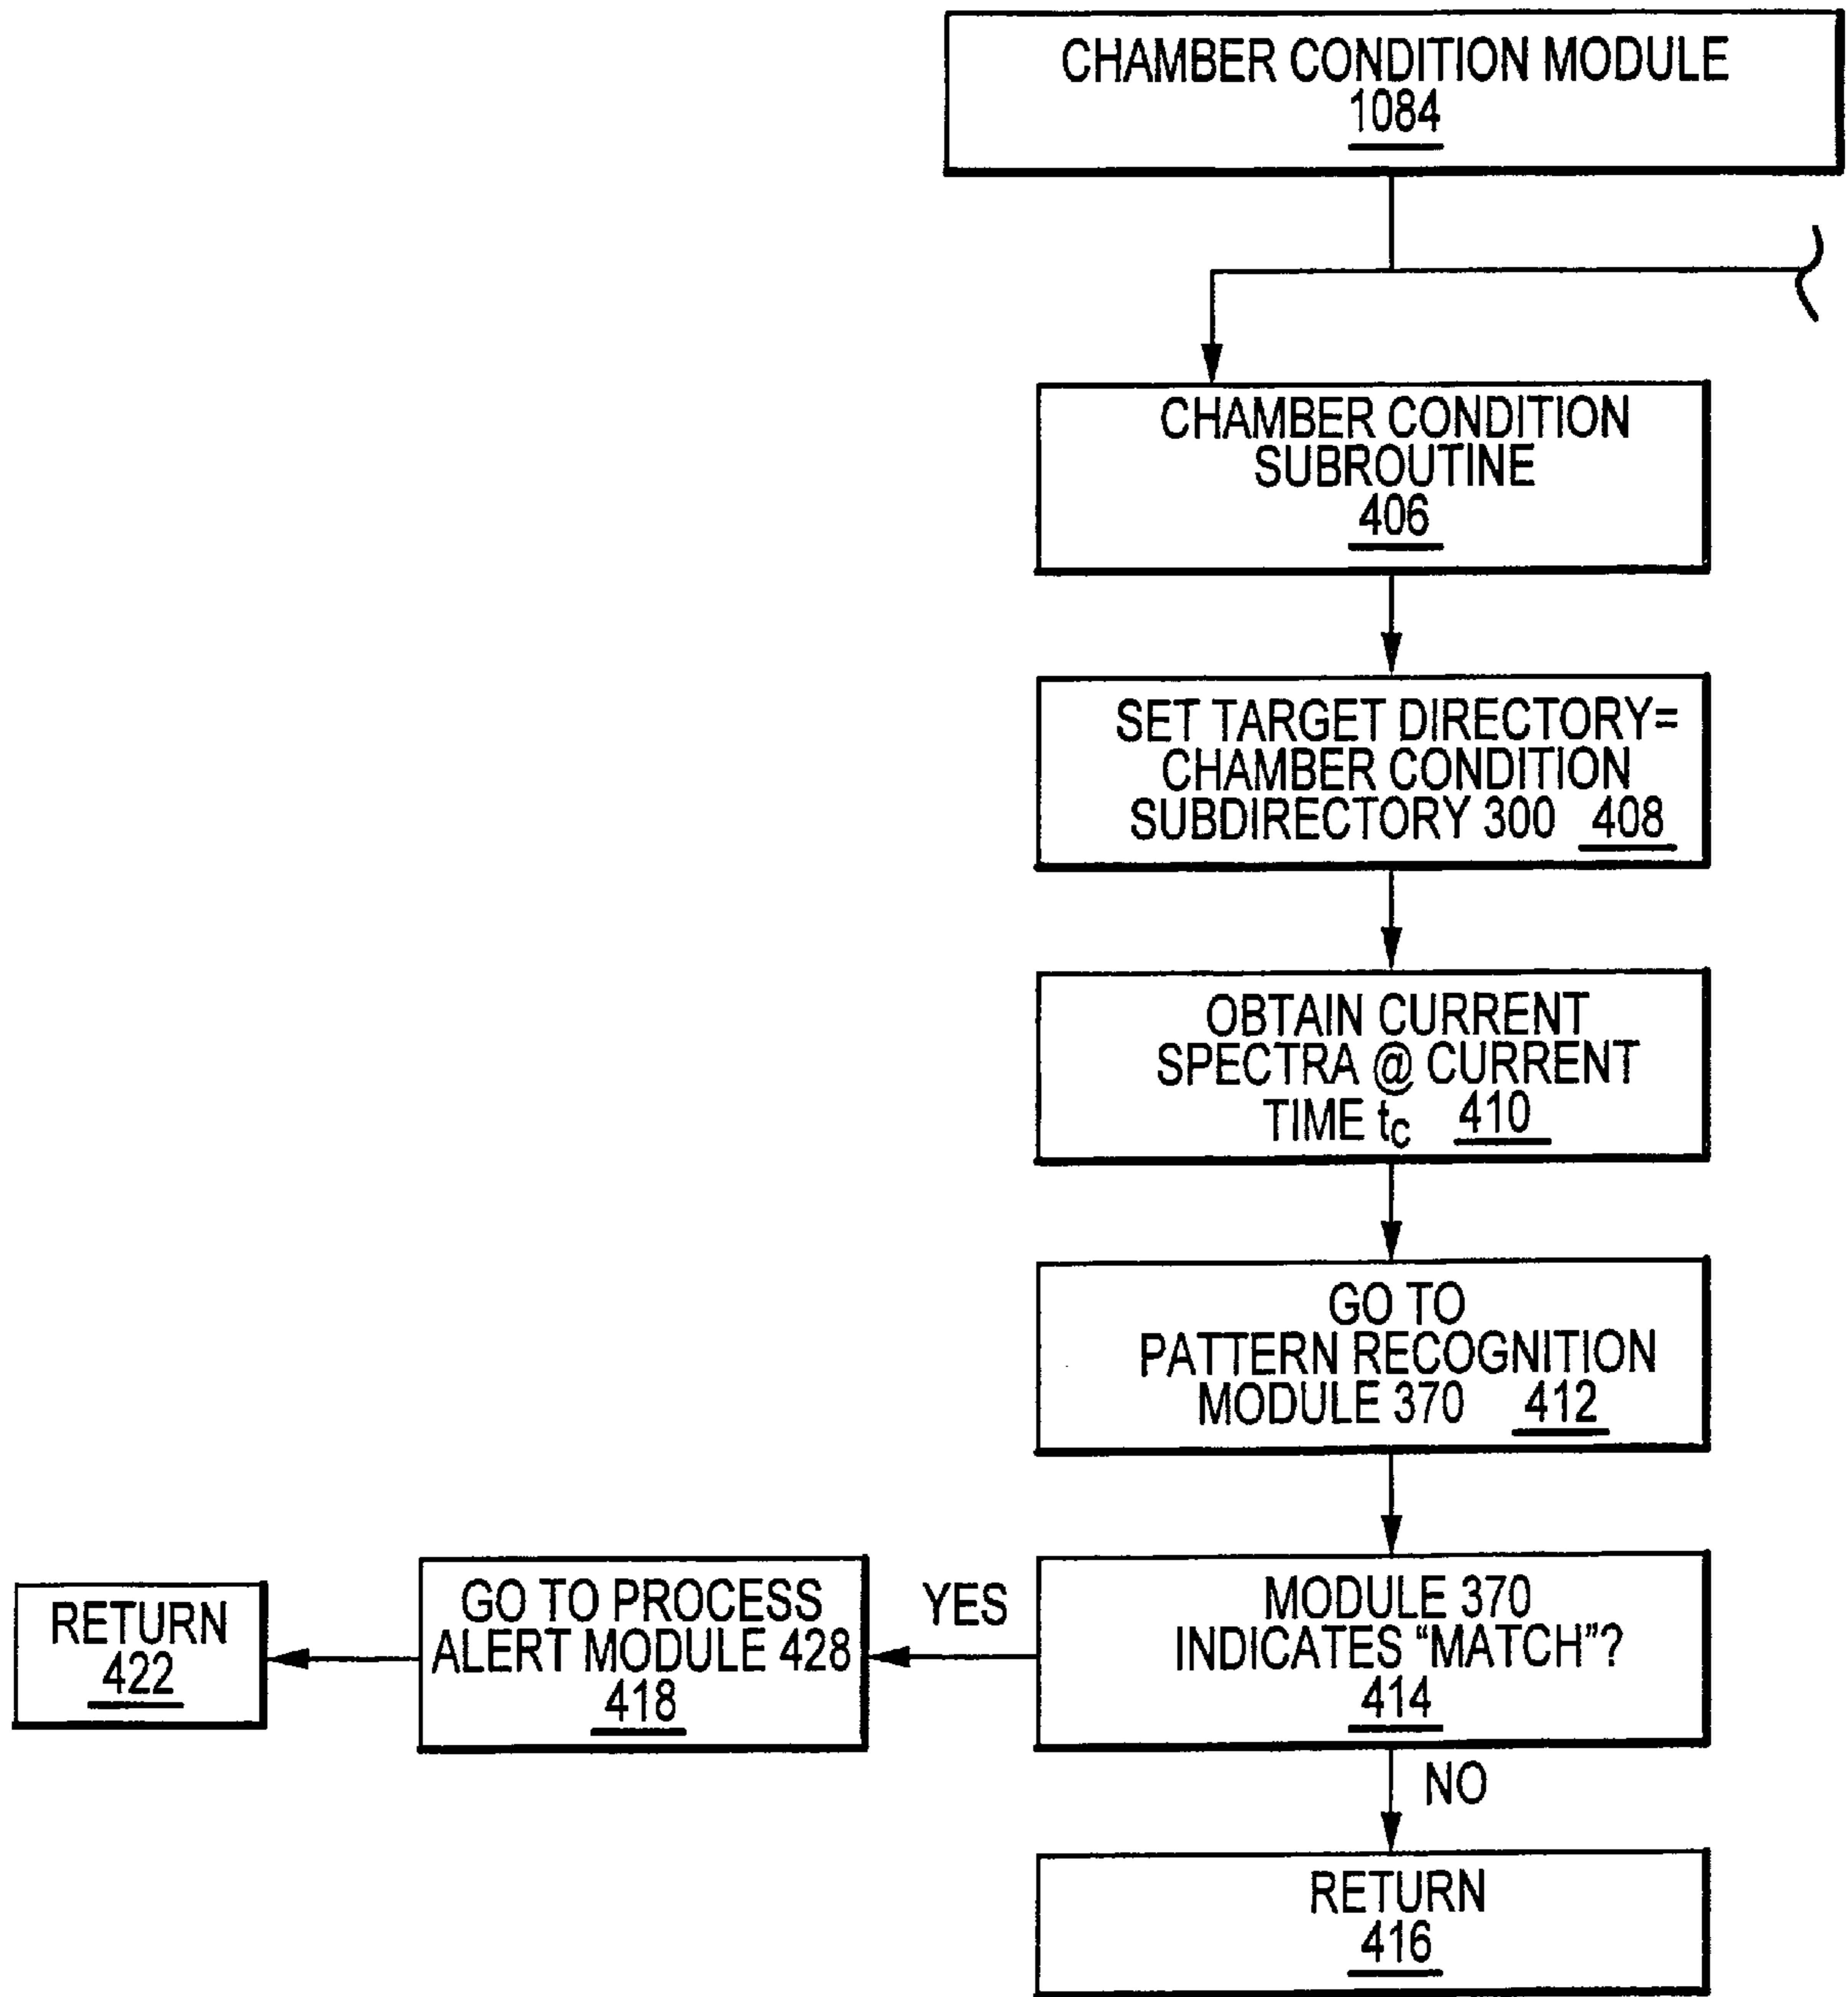 CHAMBER CONDITION MODULE
1084
CHAMBER CONDITION
SUBROUTINE
406
SET TARGET DIRECTORY=
CHAMBER CONDITION
SUBDIRECTORY 300 408
OBTAIN CURRENT
SPECTRA @ CURRENT
TIME tC 410
GO TO
PATTERN RECOGNITION
MODULE 370 412
MODULE 370
INDICATES “MATCH”?
414
YES
GO TO PROCESS
ALERT MODULE 428
418
RETURN
422
NO
RETURN
416